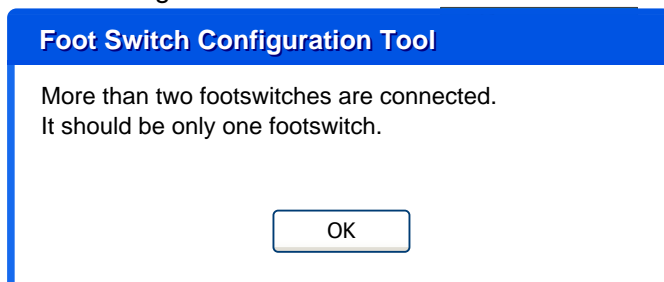 Foot Switch Configuration Tool
More than two footswitches are connected.
It should be only one footswitch.
OK